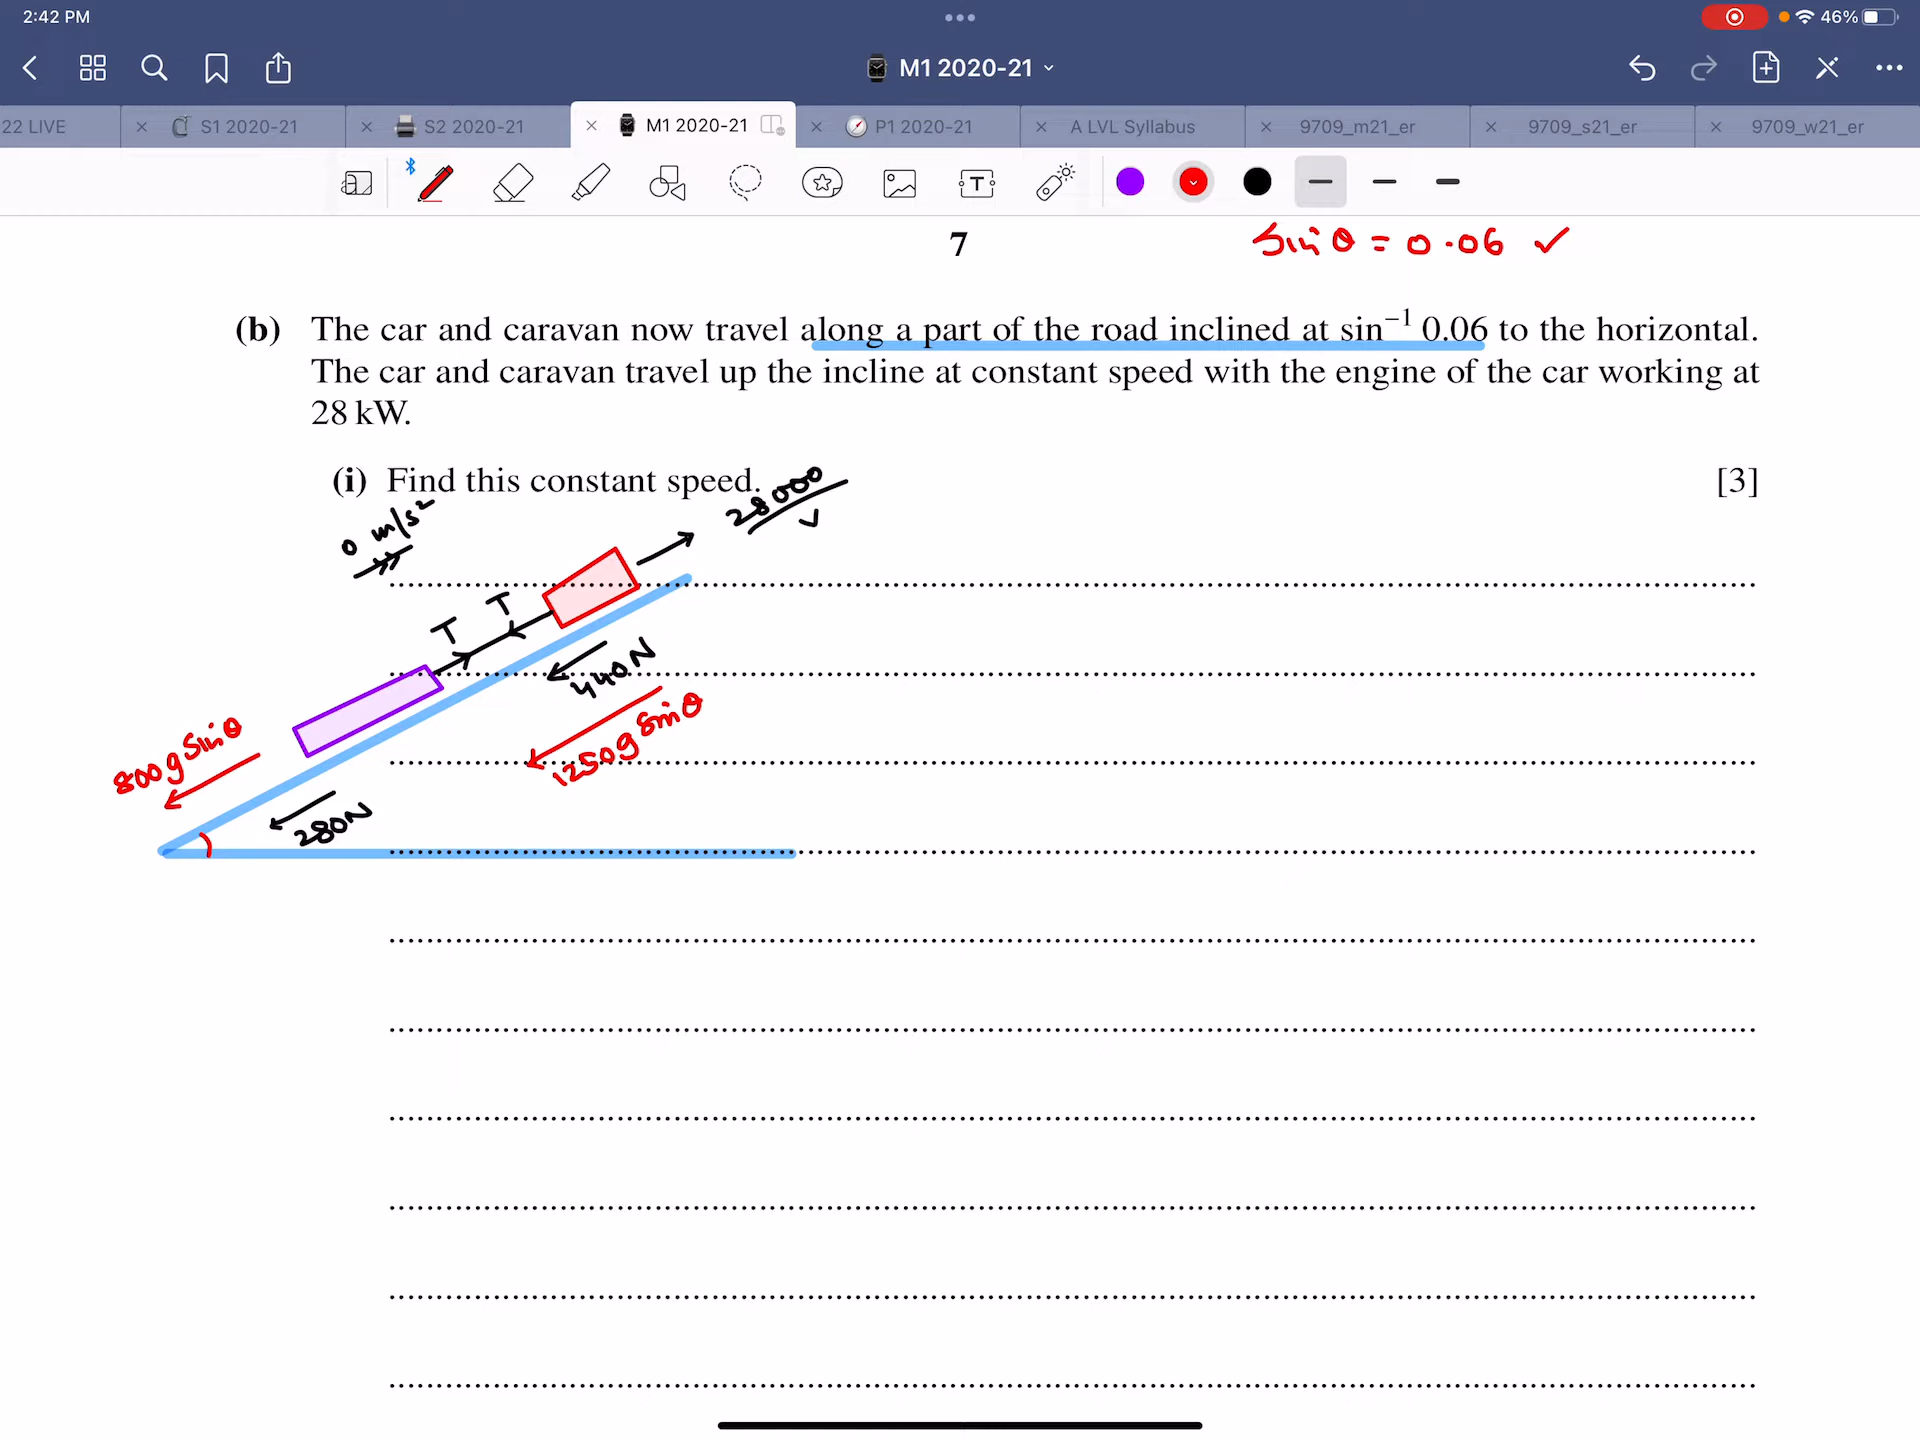 2:42 PM
46%
M1 2020-21
22 LIVE
S1 2020-21
S2 2020-21
M1 2020-21
P1 2020-21
A LVL Syllabus
9709_m21_er
9709_s21_er
9709_w21_er
7
Sin θ = 0.06 ✓
(b) The car and caravan now travel along a part of the road inclined at sin⁻¹ 0.06 to the horizontal.
The car and caravan travel up the incline at constant speed with the engine of the car working at
28 kW.
(i) Find this constant speed. [3]
0 m/s²
28000
V
T
T
440N
1250g Sin θ
800g Sin θ
280N